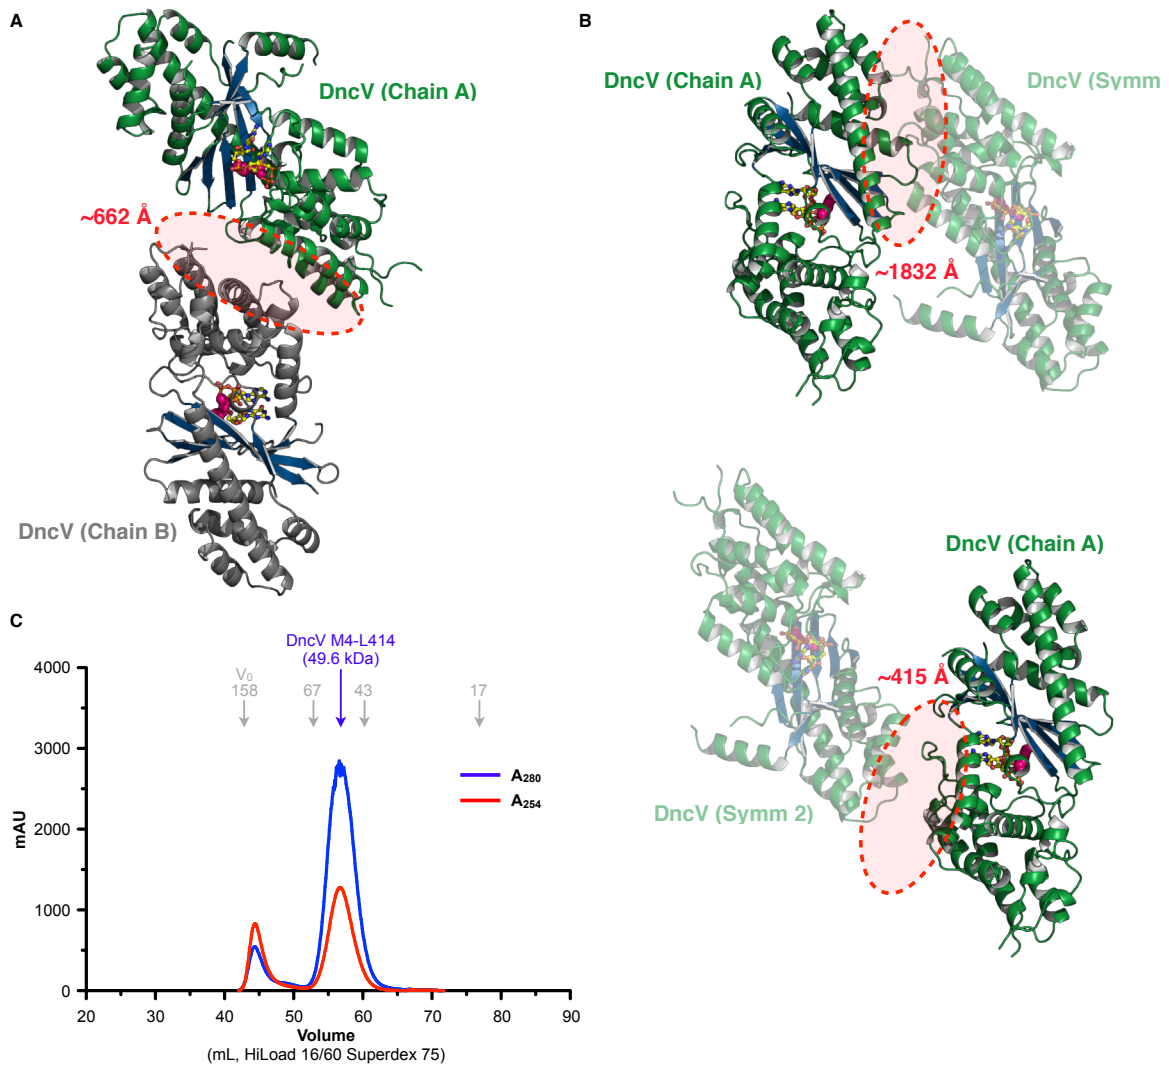 A
DncV (Chain A)
~662 Å
DncV (Chain B)
B
DncV (Chain A)
DncV (Symm
~1832 Å
DncV (Chain A)
~415 Å
DncV (Symm 2)
C
DncV M4-L414
(49.6 kDa)
V₀
158
67
43
17
A₂₈₀
A₂₅₄
4000
3000
2000
1000
0
mAU
20
30
40
50
60
70
80
90
Volume
(mL, HiLoad 16/60 Superdex 75)